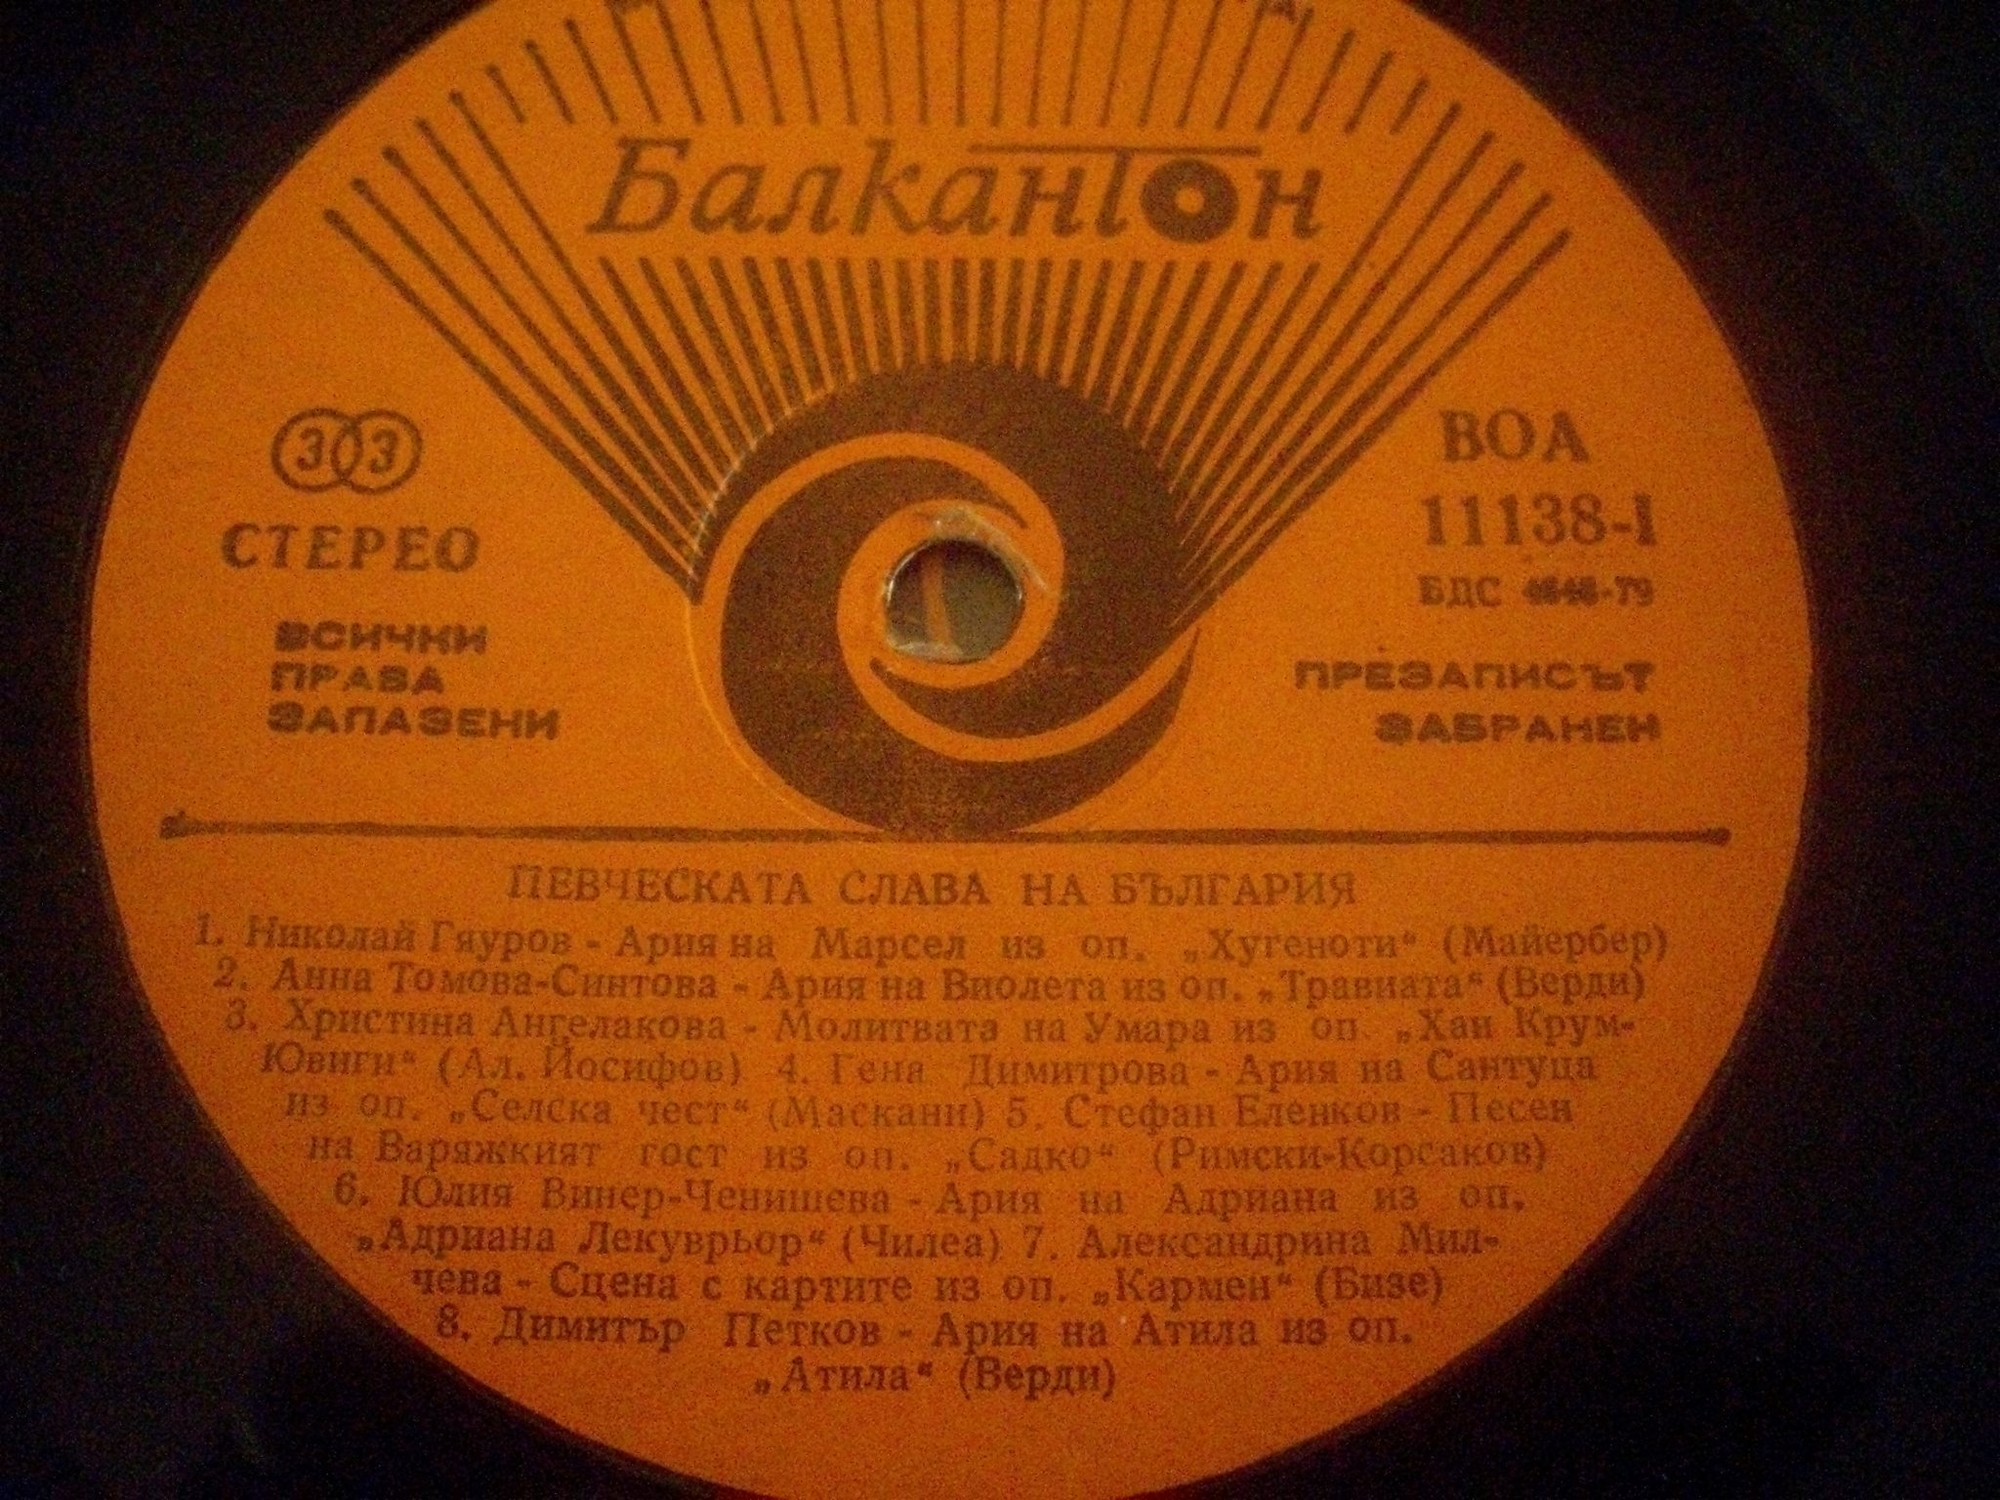 Балкантон
33
СТЕРЕО
ВСИЧКИ
ПРАВА
ЗАПАЗЕНИ
ВОА
11138-I
БДС
ПРЕЗАПИСЪТ
ЗАБРАНЕН
ПЕВЧЕСКАТА СЛАВА НА БЪЛГАРИЯ
1. Николай Гяуров - Ария на Марсел из оп. „Хугеноти“ (Майербер)
2. Анна Томова-Синтова - Ария на Виолета из оп. „Травиата“ (Верди)
3. Христина Ангелакова - Молитвата на Умара из оп. „Хан Крум-
Ювиги“ (Ал. Йосифов) 4. Гена Димитрова - Ария на Сантуца
из оп. „Селска чест“ (Маскани) 5. Стефан Еленков - Песен
на Варяжкият гост из оп. „Садко“ (Римски-Корсаков)
6. Юлия Винер-Ченишева - Ария на Адриана из оп.
„Адриана Лекуврьор“ (Чилеа) 7. Александрина Мил-
чева - Сцена с картите из оп. „Кармен“ (Бизе)
8. Димитър Петков - Ария на Атила из оп.
„Атила“ (Верди)